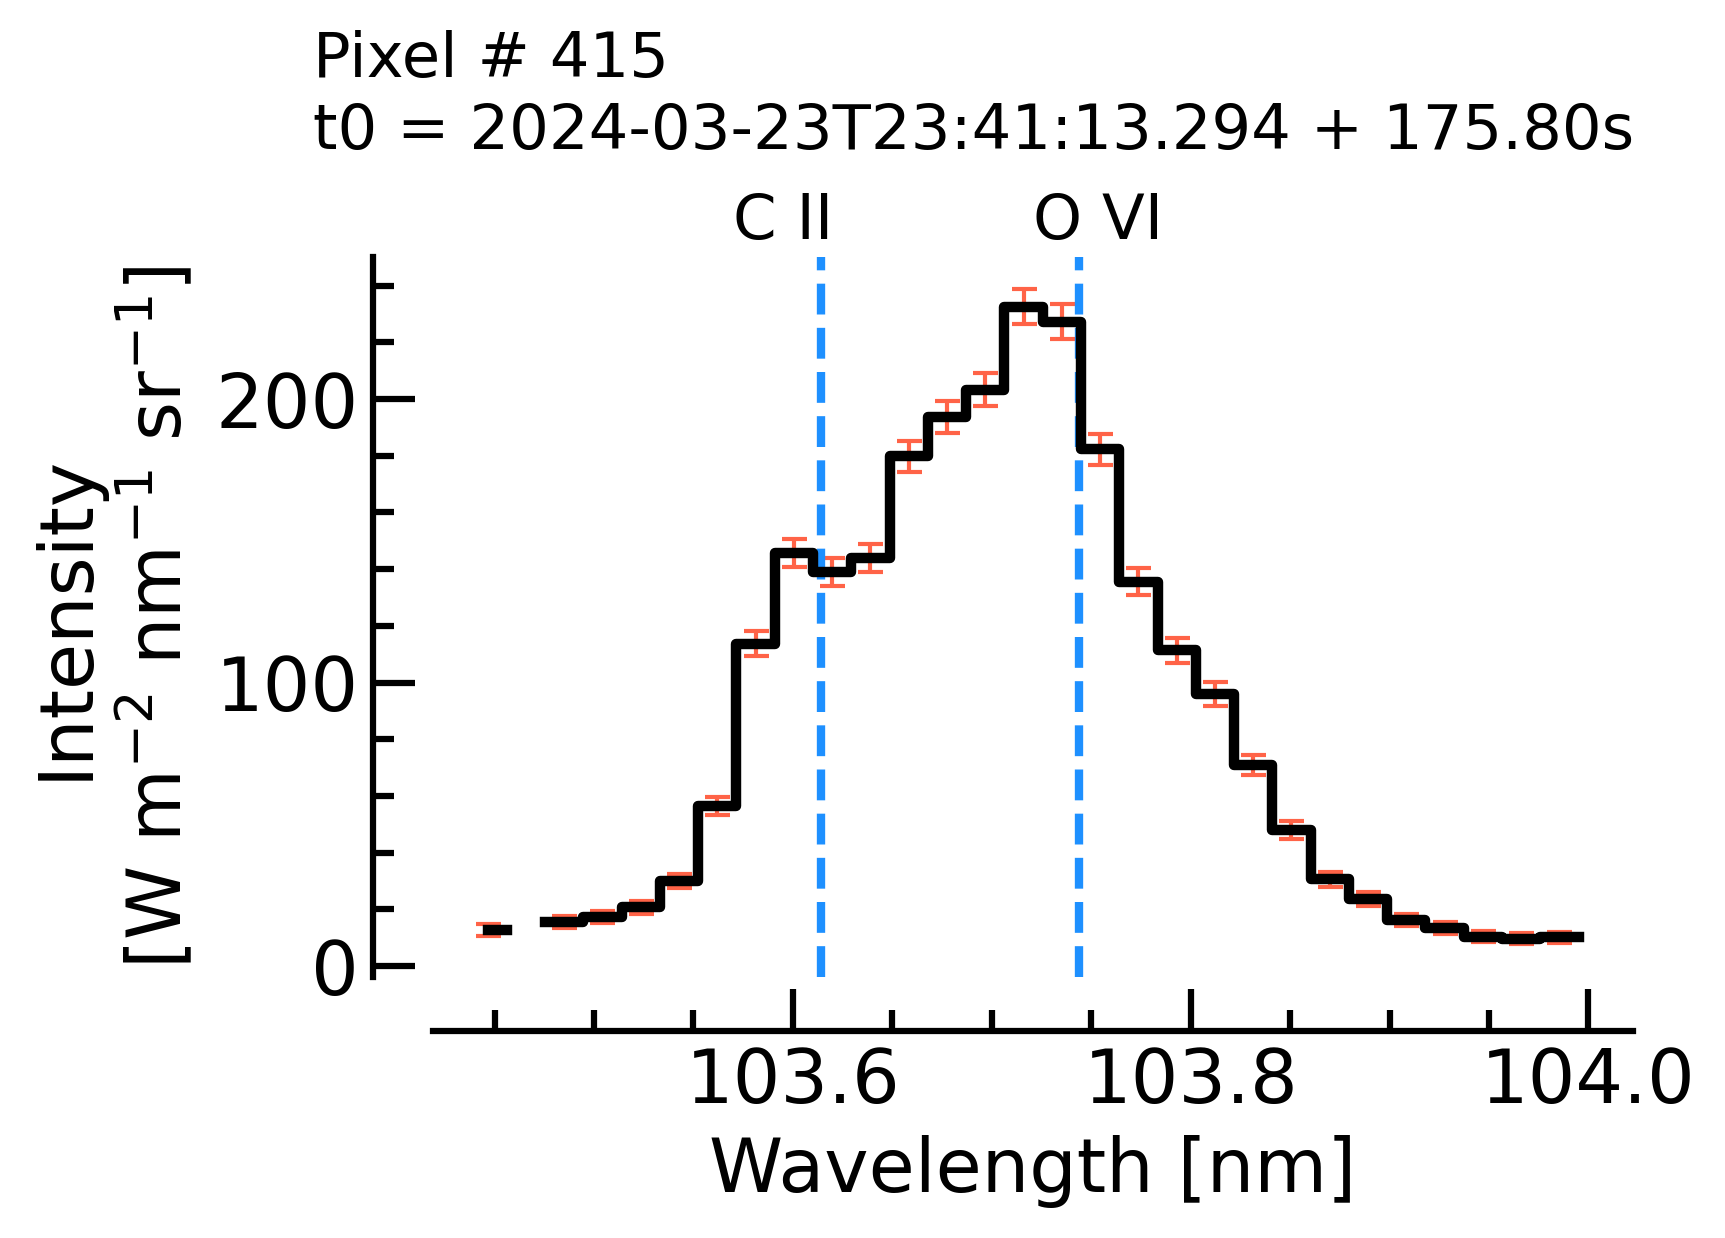 Pixel # 415
t0 = 2024-03-23T23:41:13.294 + 175.80s
C II O VI
Intensity
[W m⁻² nm⁻¹ sr⁻¹]
200
100
0
103.6 103.8 104.0
Wavelength [nm]